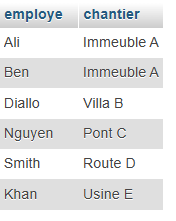 employe chantier
Ali Immeuble A
Ben Immeuble A
Diallo Villa B
Nguyen Pont C
Smith Route D
Khan Usine E